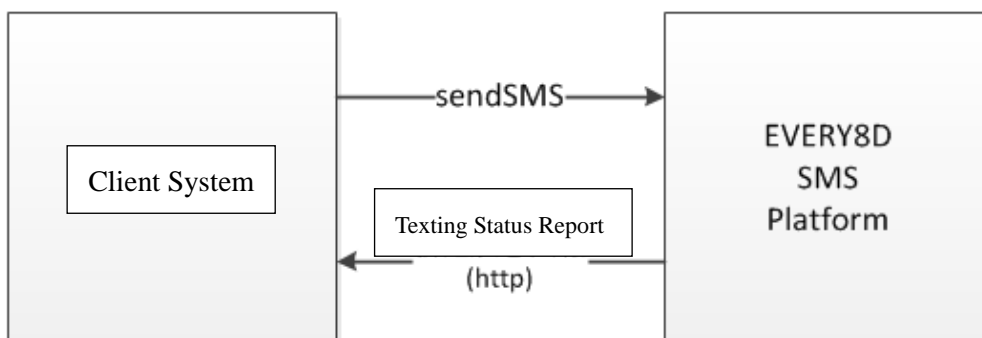 Client System
sendSMS
Texting Status Report
(http)
EVERY8D
SMS
Platform